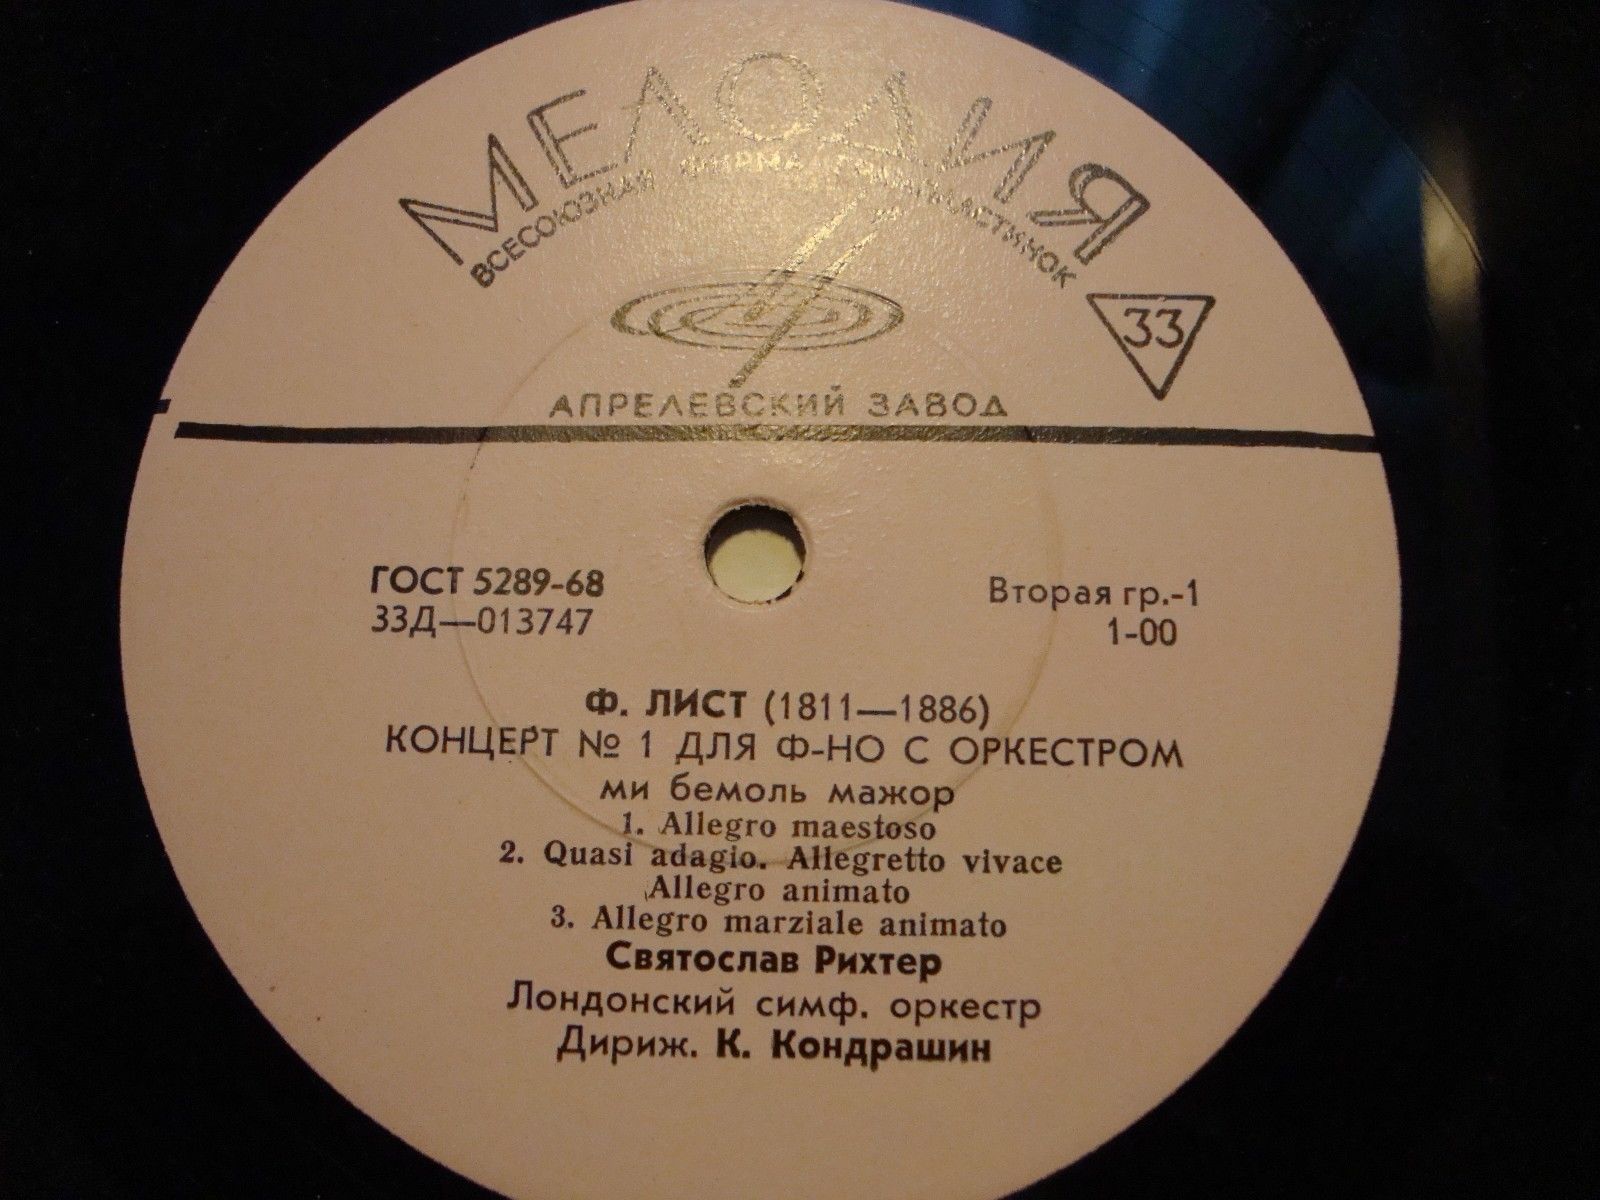 МЕЛОДИЯ
ВСЕСОЮЗНАЯ ФИРМА ГРАМПЛАСТИНОК
33
АПРЕЛЕВСКИЙ ЗАВОД
ГОСТ 5289-68
33Д—013747
Вторая гр.-1
1-00
Ф. ЛИСТ (1811—1886)
КОНЦЕРТ № 1 ДЛЯ Ф-НО С ОРКЕСТРОМ
ми бемоль мажор
1. Allegro maestoso
2. Quasi adagio. Allegretto vivace
Allegro animato
3. Allegro marziale animato
Святослав Рихтер
Лондонский симф. оркестр
Дириж. К. Кондрашин